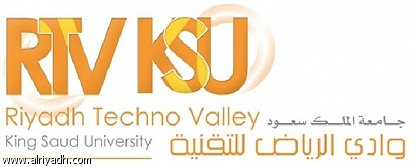 RTV KSU
Riyadh Techno Valley
جامعة الملك سعود
King Saud University
وادي الرياض للتقنية
www.alriyadh.com